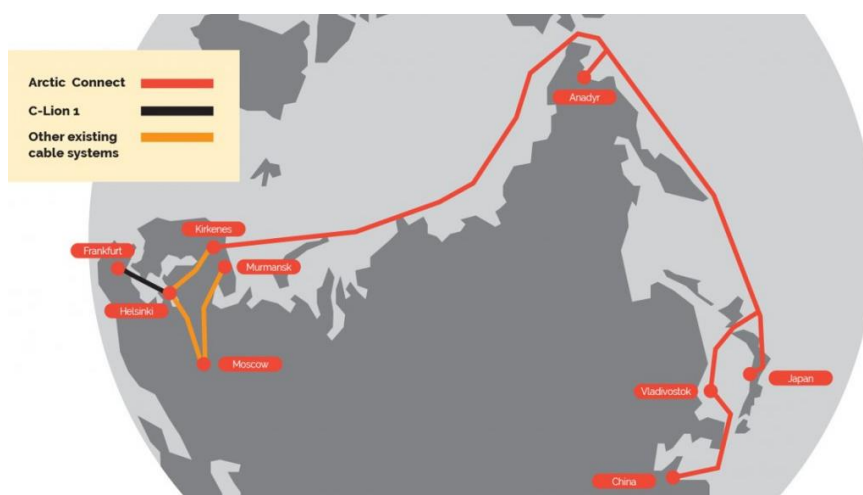 Arctic Connect
C-Lion 1
Other existing
cable systems
Anadyr
Kirkenes
Frankfurt
Murmansk
Helsinki
Moscow
Japan
Vladivostok
China